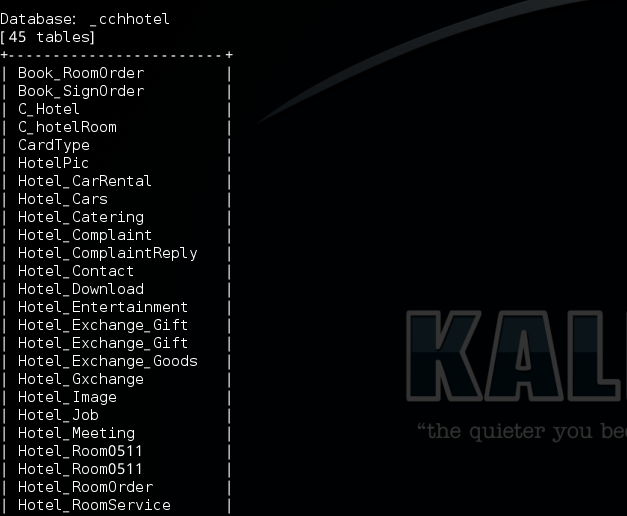 Database: _cchhotel
[45 tables]
+------------------------+
| Book_RoomOrder |
| Book_SignOrder |
| C_Hotel |
| C_hotelRoom |
| CardType |
| HotelPic |
| Hotel_CarRental |
| Hotel_Cars |
| Hotel_Catering |
| Hotel_Complaint |
| Hotel_ComplaintReply |
| Hotel_Contact |
| Hotel_Download |
| Hotel_Entertainment |
| Hotel_Exchange_Gift |
| Hotel_Exchange_Gift |
| Hotel_Exchange_Goods |
| Hotel_Gxchange |
| Hotel_Image |
| Hotel_Job |
| Hotel_Meeting |
| Hotel_Room0511 |
| Hotel_Room0511 |
| Hotel_RoomOrder |
| Hotel_RoomService |
KAL
“the quieter you be